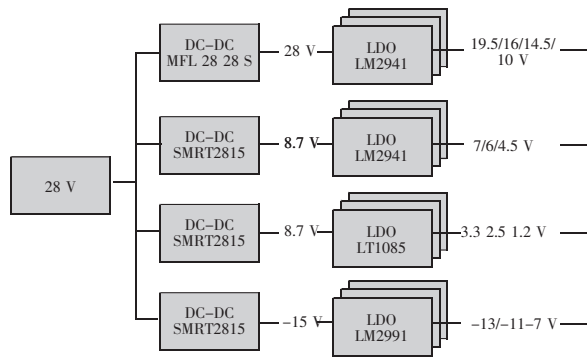 DC–DC
MFL 28 28 S
28 V
LDO
LM2941
19.5/16/14.5/
10 V
DC–DC
SMRT2815
8.7 V
LDO
LM2941
7/6/4.5 V
28 V
DC–DC
SMRT2815
8.7 V
LDO
LT1085
3.3 2.5 1.2 V
DC–DC
SMRT2815
–15 V
LDO
LM2991
–13/–11–7 V